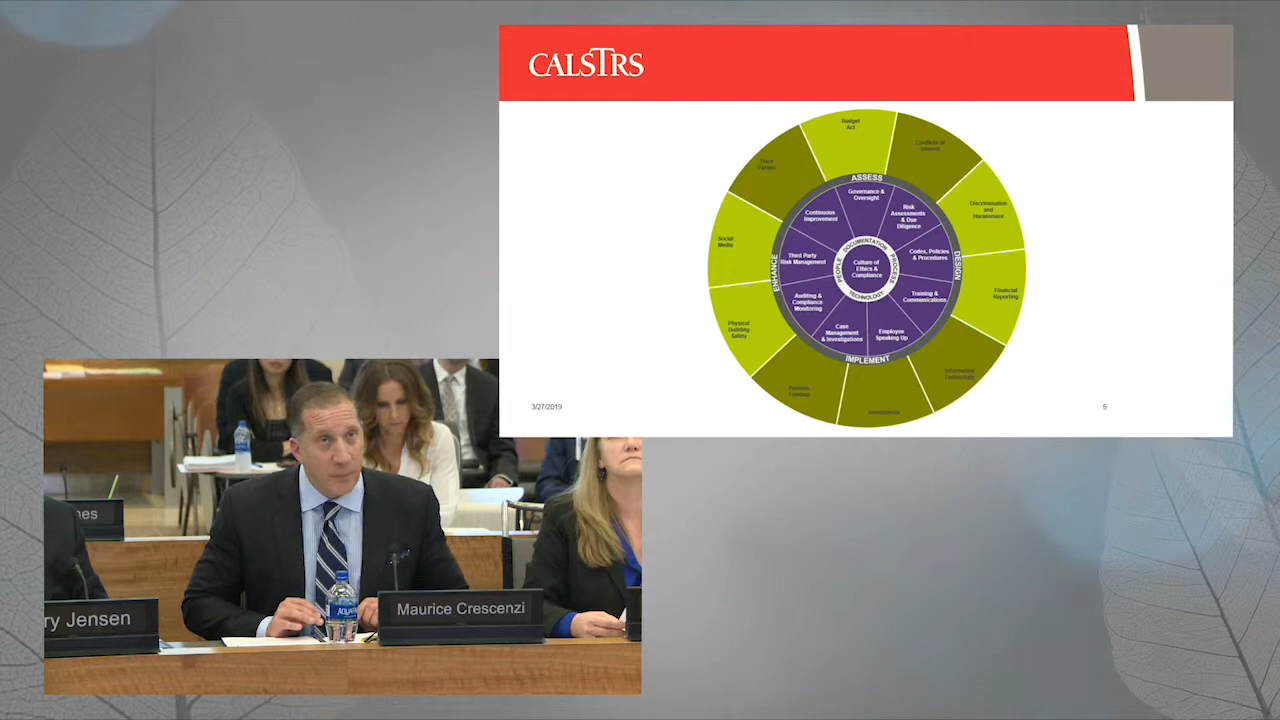 CALSTRS
Budget
Act
Conflicts of
Interest
Discrimination
and
Harassment
Financial
Reporting
Information
Technology
Investments
Pension
Funding
Physical
Building
Safety
Social
Media
Third
Parties
ASSESS
DESIGN
IMPLEMENT
ENHANCE
Governance &
Oversight
Risk
Assessments
& Due
Diligence
Codes, Policies
& Procedures
Training &
Communications
Employee
Speaking Up
Case
Management
& Investigations
Auditing &
Compliance
Monitoring
Third Party
Risk Management
Continuous
Improvement
DOCUMENTATION
PROCESS
TECHNOLOGY
PEOPLE
Culture of
Ethics &
Compliance
3/27/2019
5
nes
ry Jensen
Maurice Crescenzi